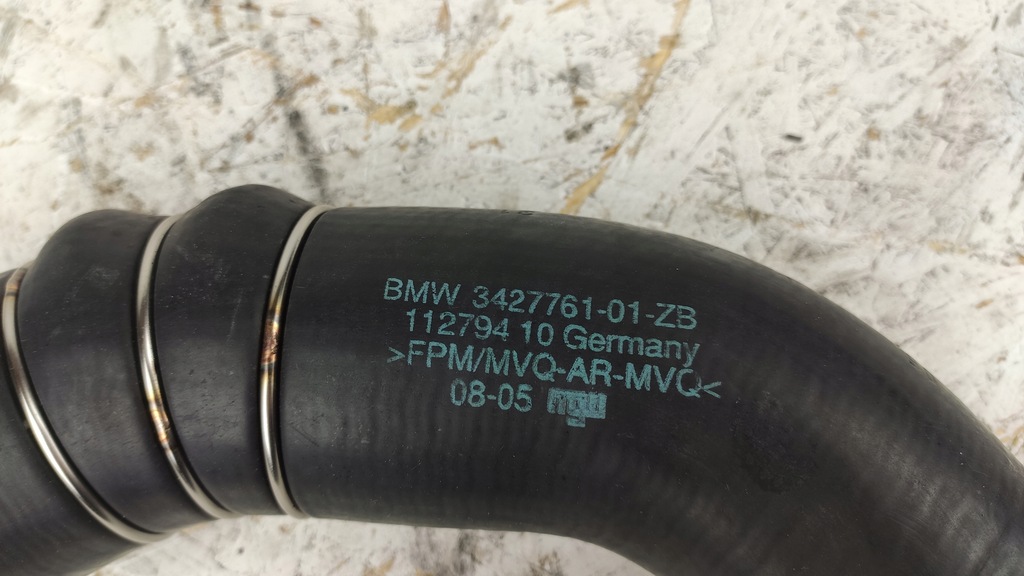 BMW 3427761-01-ZB
112794 10 Germany
>FPM/MVQ-AR-MVQ<
08-05